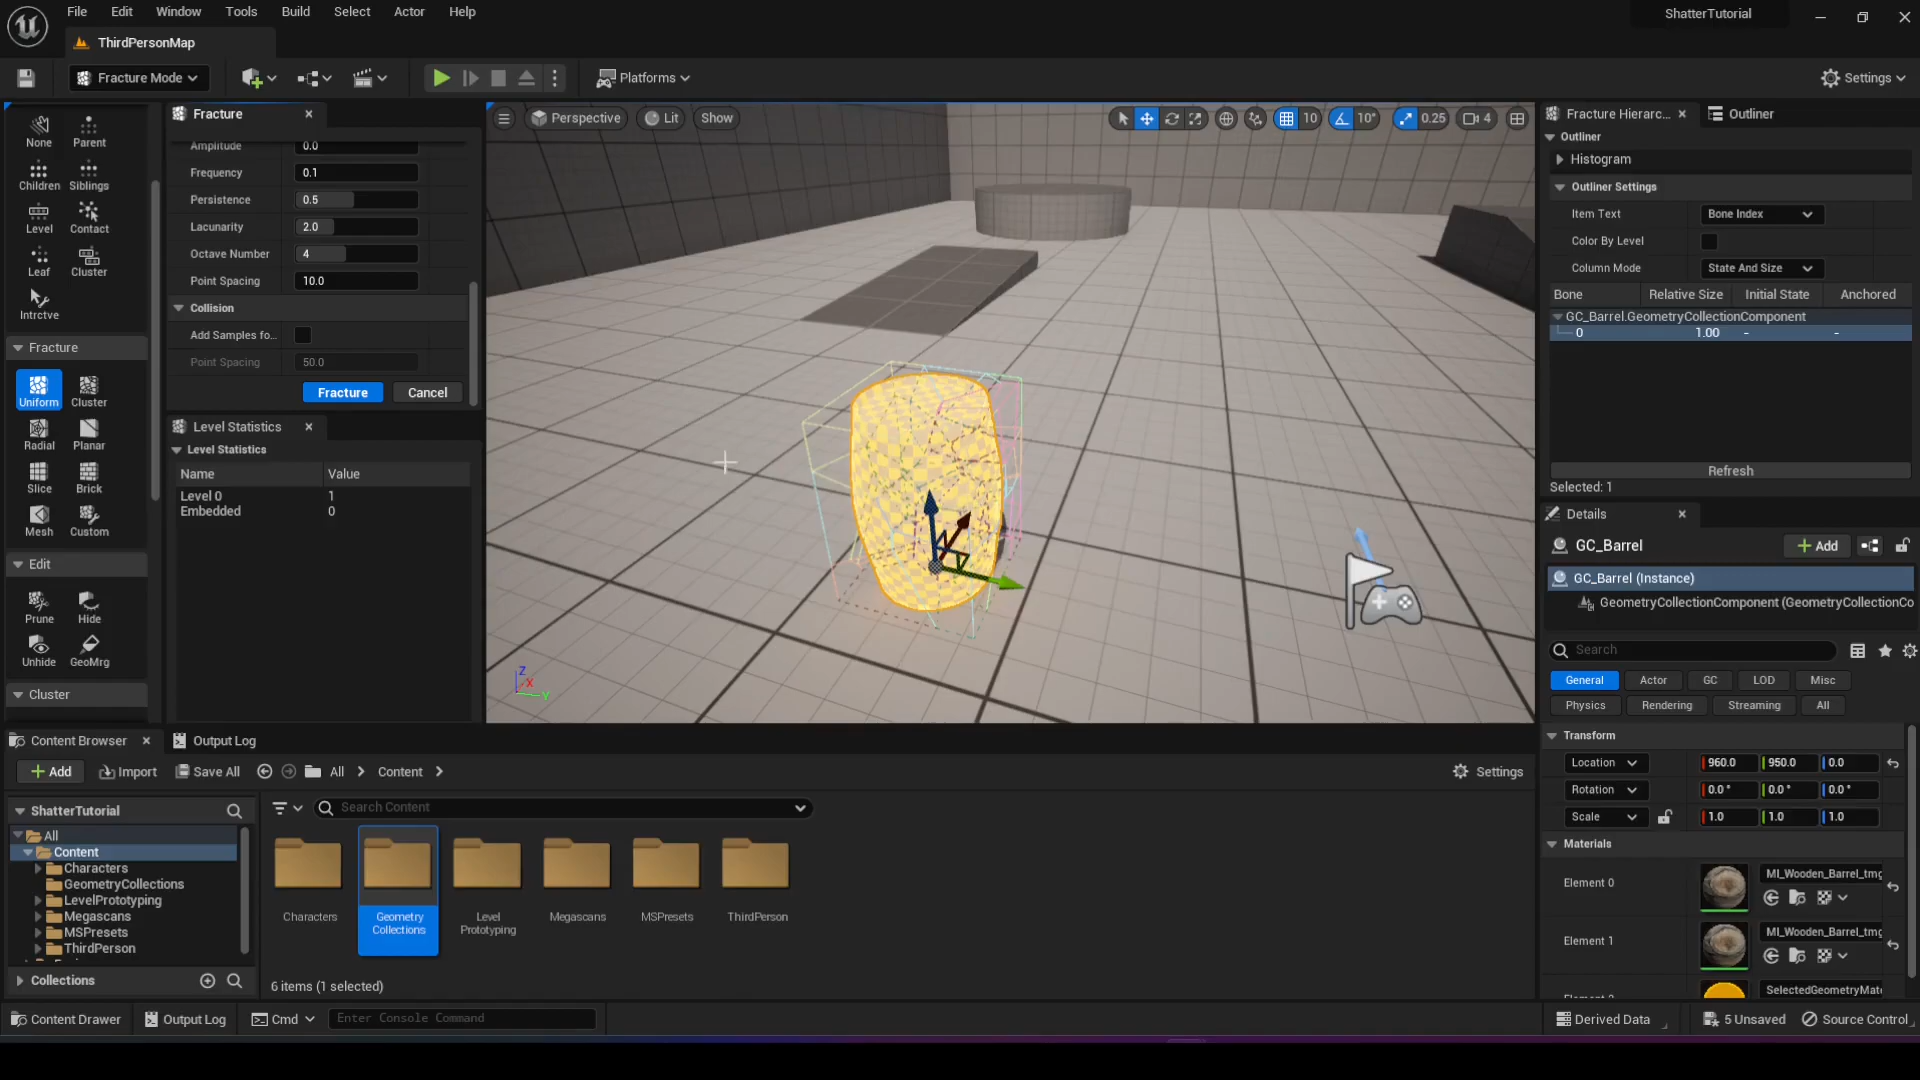 File Edit Window Tools Build Select Actor Help
ShatterTutorial
ThirdPersonMap
Fracture Mode
Platforms
Settings
None
Parent
Children
Siblings
Level
Contact
Leaf
Cluster
Intrctve
Fracture
Uniform
Cluster
Radial
Planar
Slice
Brick
Mesh
Custom
Edit
Prune
Hide
Unhide
GeoMrg
Cluster
Fracture
Amplitude 0.0
Frequency 0.1
Persistence 0.5
Lacunarity 2.0
Octave Number 4
Point Spacing 10.0
Collision
Add Samples fo...
Point Spacing 50.0
Fracture Cancel
Level Statistics
Level Statistics
Name Value
Level 0 1
Embedded 0
Perspective Lit Show
10 10° 0.25 4
Z
X
Y
Fracture Hierarc... Outliner
Outliner
Histogram
Outliner Settings
Item Text Bone Index
Color By Level
Column Mode State And Size
Bone Relative Size Initial State Anchored
GC_Barrel.GeometryCollectionComponent
0 1.00 - -
Refresh
Selected: 1
Details
GC_Barrel
Add
GC_Barrel (Instance)
GeometryCollectionComponent (GeometryCollectionCo
Search
General Actor GC LOD Misc
Physics Rendering Streaming All
Transform
Location 960.0 950.0 0.0
Rotation 0.0° 0.0° 0.0°
Scale 1.0 1.0 1.0
Materials
Element 0 MI_Wooden_Barrel_tmg
Element 1 MI_Wooden_Barrel_tmg
SelectedGeometryMate
Content Browser Output Log
Add Import Save All All Content
Settings
ShatterTutorial
Search Content
All
Content
Characters
GeometryCollections
LevelPrototyping
Megascans
MSPresets
ThirdPerson
Collections
Characters
Geometry
Collections
Level
Prototyping
Megascans
MSPresets
ThirdPerson
6 items (1 selected)
Content Drawer Output Log Cmd Enter Console Command
Derived Data 5 Unsaved Source Control